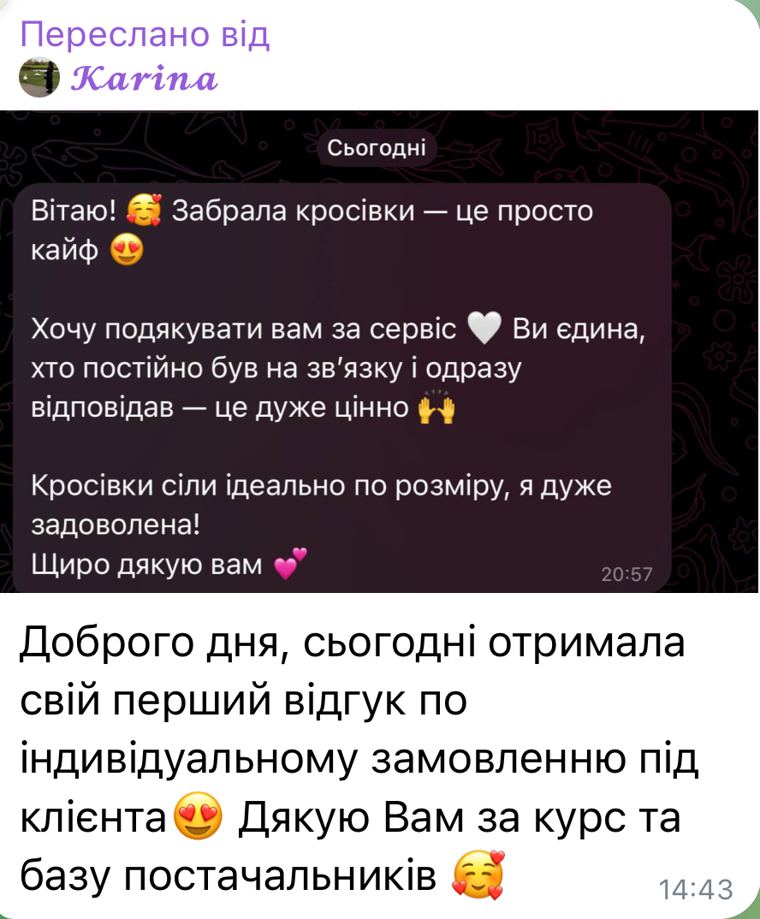 Переслано від
Karina
Сьогодні
Вітаю! 🥰 Забрала кросівки — це просто
кайф 😍
Хочу подякувати вам за сервіс 🤍 Ви єдина,
хто постійно був на зв’язку і одразу
відповідав — це дуже цінно 🙌
Кросівки сіли ідеально по розміру, я дуже
задоволена!
Щиро дякую вам 💕
20:57
Доброго дня, сьогодні отримала
свій перший відгук по
індивідуальному замовленню під
клієнта😍 Дякую Вам за курс та
базу постачальників 🥰
14:43